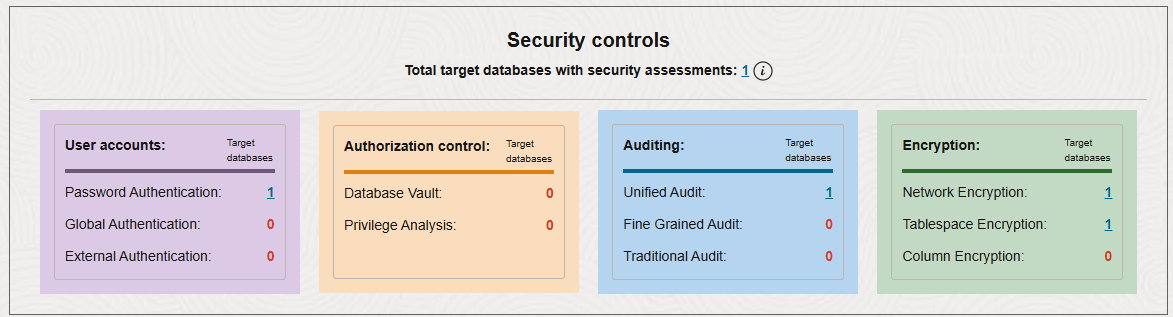 Security controls
Total target databases with security assessments: 1 i
User accounts: Target databases
Password Authentication: 1
Global Authentication: 0
External Authentication: 0
Authorization control: Target databases
Database Vault: 0
Privilege Analysis: 0
Auditing: Target databases
Unified Audit: 1
Fine Grained Audit: 0
Traditional Audit: 0
Encryption: Target databases
Network Encryption: 1
Tablespace Encryption: 1
Column Encryption: 0